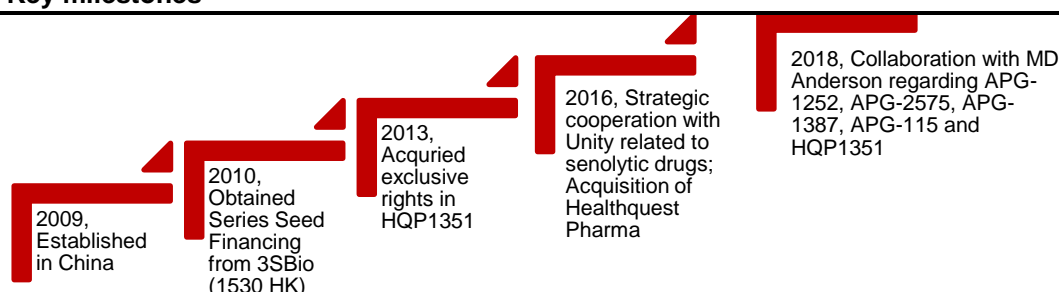 Key milestones
2009,
Established
in China
2010,
Obtained
Series Seed
Financing
from 3SBio
(1530 HK)
2013,
Acquried
exclusive
rights in
HQP1351
2016, Strategic
cooperation with
Unity related to
senolytic drugs;
Acquisition of
Healthquest
Pharma
2018, Collaboration with MD
Anderson regarding APG-
1252, APG-2575, APG-
1387, APG-115 and
HQP1351